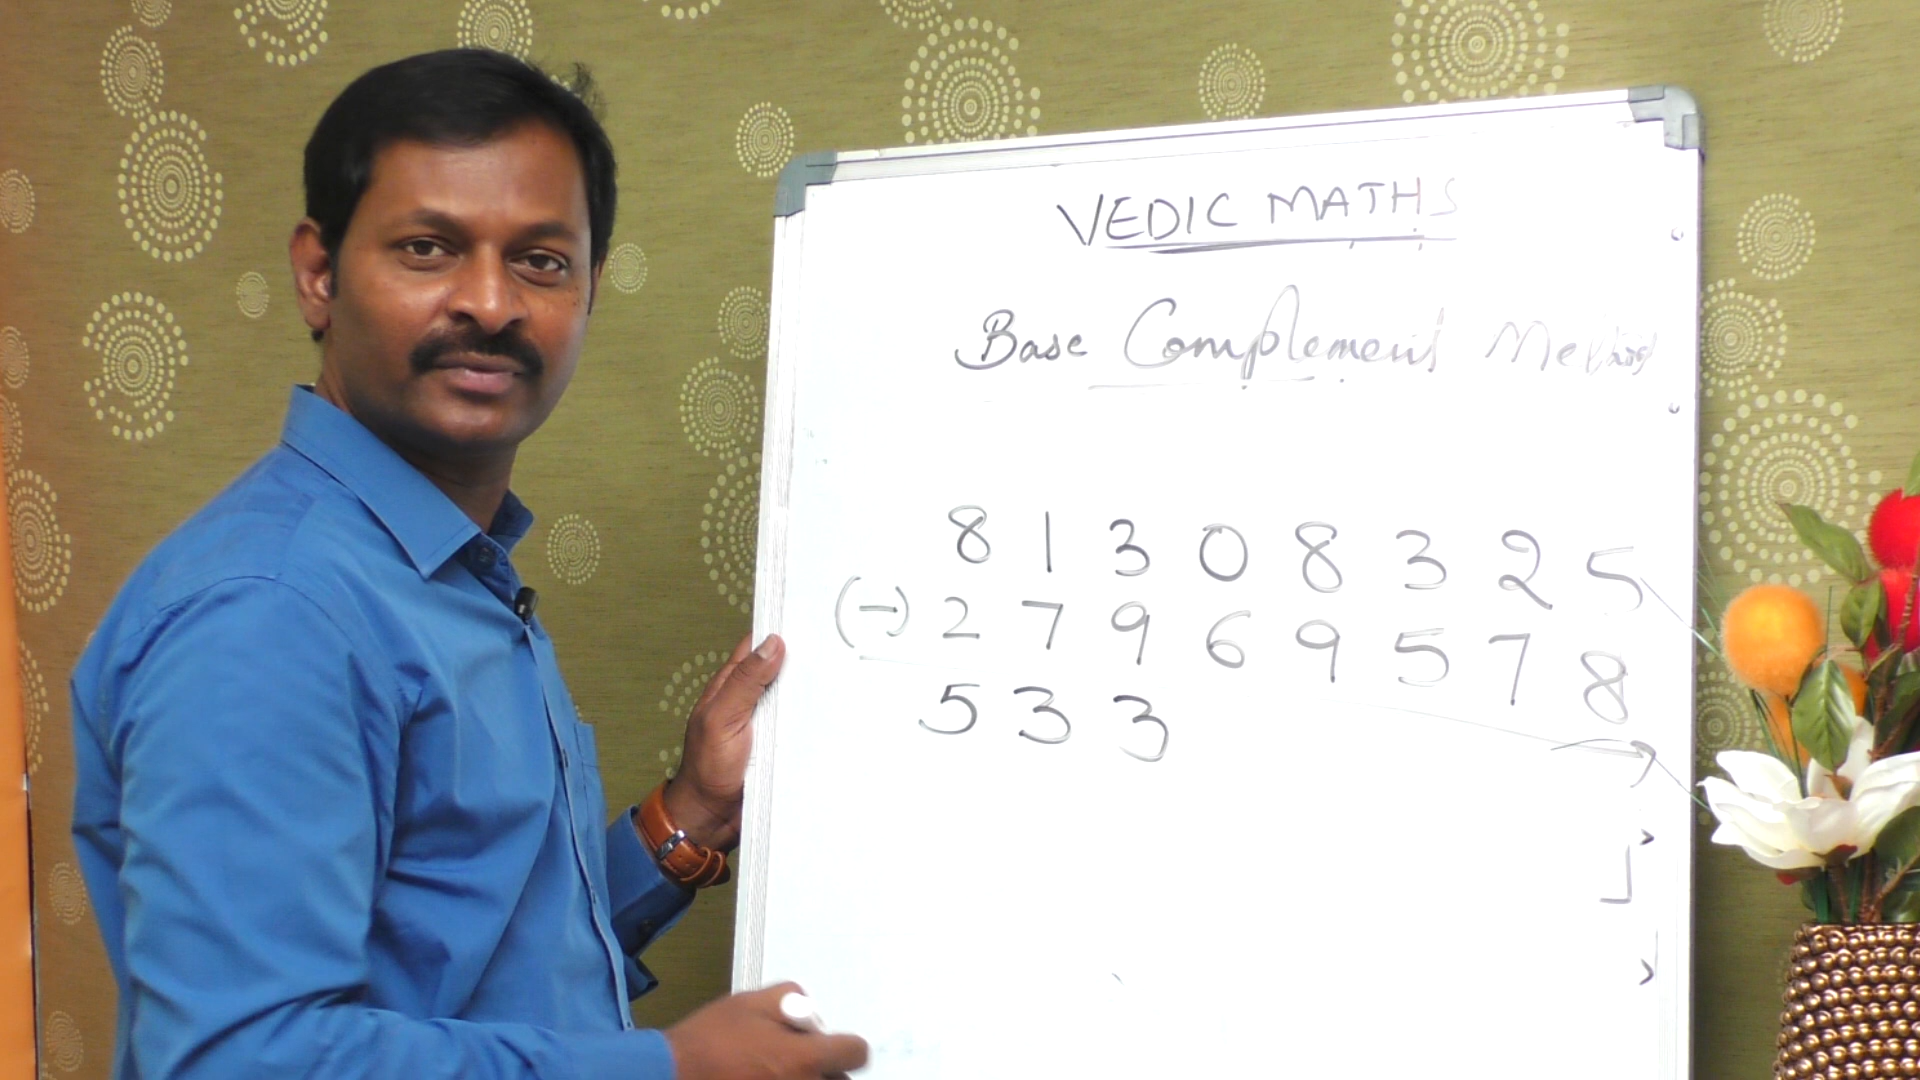 VEDIC MATHS
Base Complement Method
8 1 3 0 8 3 2 5
(-) 2 7 9 6 9 5 7 8
5 3 3